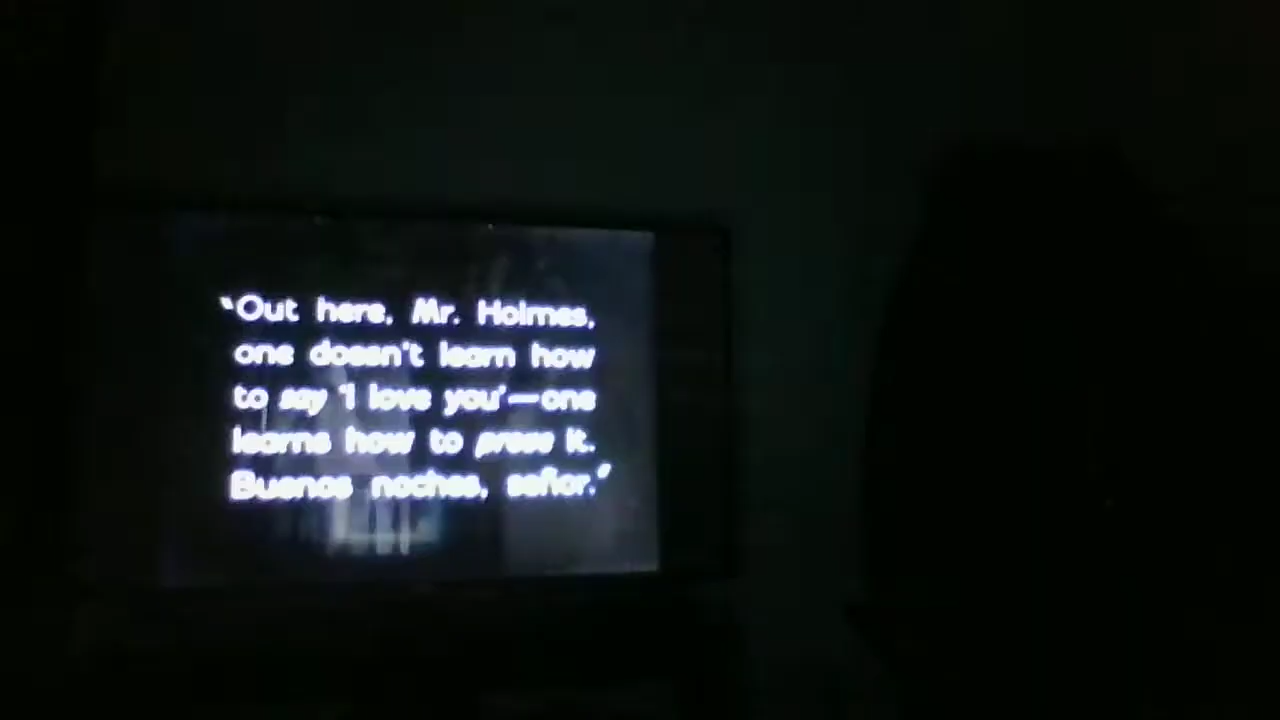 “Out here, Mr. Holmes,
one doesn't learn how
to say ‘I love you’—one
learns how to prove it.
Buenos noches, señor.”